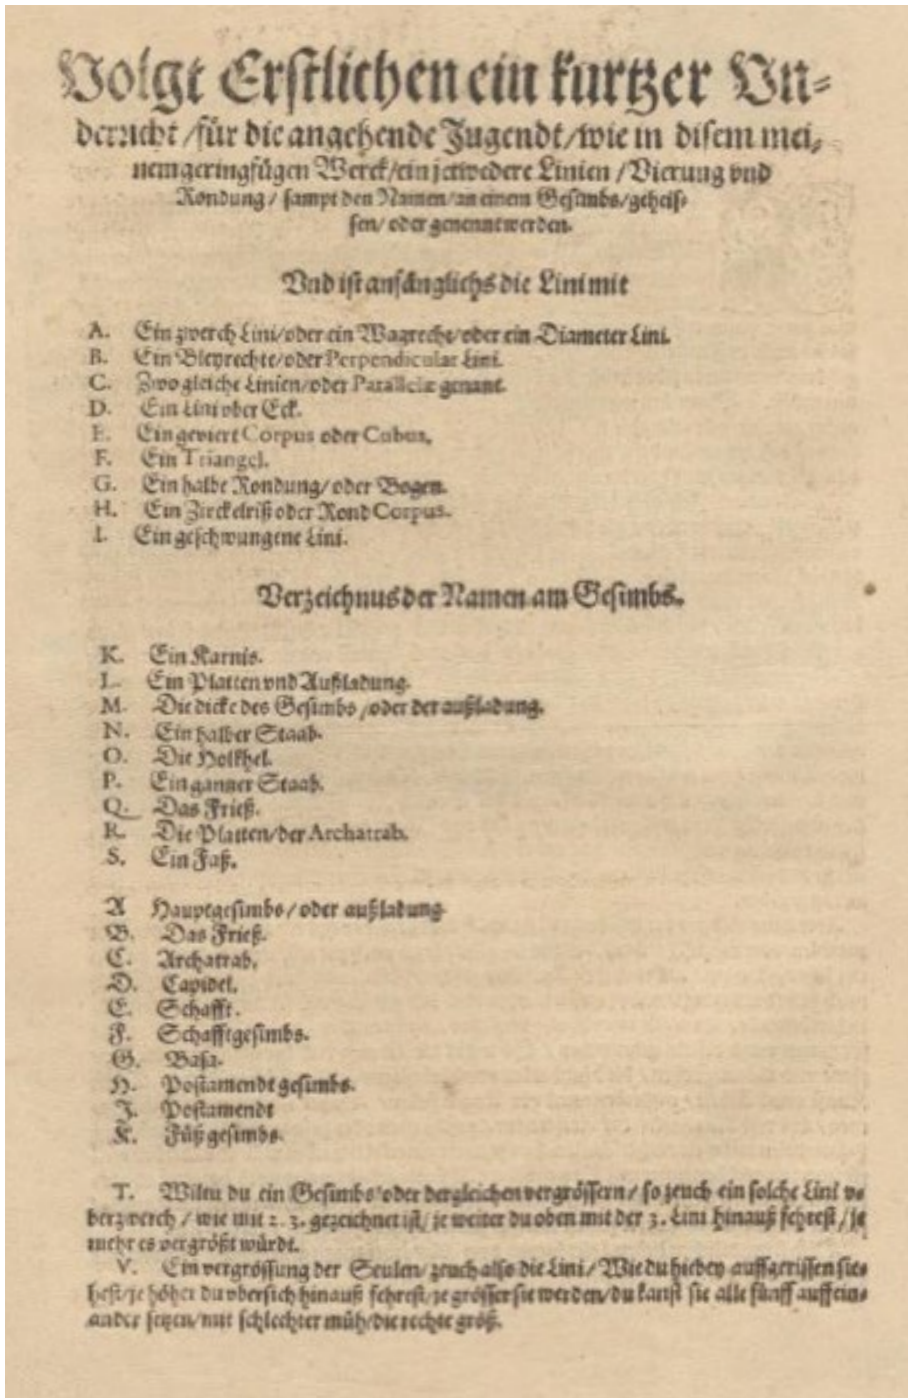 Volgt Erstlichen ein kurtzer Vn-
derricht / für die angehende Jugendt / wie in disem mei-
nem geringfügen Werck / ein jetwedere Linien / Vierung vnd
Rondung / sampt den Namen / an einem Gesimbs / geheis-
sen / oder genennt werden.
Vnd ist anfänglichs die Lini mit
A. Ein zwerch Lini / oder ein Wagrecht / oder ein Diameter Lini.
B. Ein Bleyrechte / oder Perpendicular Lini.
C. Zwo gleiche Linien / oder Parallelæ genant.
D. Ein Lini vber Eck.
E. Ein geviert Corpus oder Cubus.
F. Ein Triangel.
G. Ein halbe Rondung / oder Bogen.
H. Ein Zirckelriß oder Rond Corpus.
I. Ein geschwungene Lini.
Verzeichnus der Namen am Gesimbs.
K. Ein Karnis.
L. Ein Platten vnd Außladung.
M. Die dicke des Gesimbs / oder der außladung.
N. Ein halber Staab.
O. Die Holkhel.
P. Ein gantzer Staab.
Q. Das Frieß.
R. Die Platten / der Archatrab.
S. Ein Faß.
A Hauptgesimbs / oder außladung
B. Das Frieß.
C. Archatrab.
D. Capidel.
E. Schafft.
F. Schafftgesimbs.
G. Basa.
H. Postamendt gesimbs.
J. Postamendt
K. Füßgesimbs.
T. Wiltu du ein Gesimbs oder dergleichen vergrössern / so zeuch ein solche Lini v-
berzwerch / wie mit 2. 3. gezeichnet ist / je weiter du oben mit der 3. Lini hinauß fehrest / je
mehr es vergrößt würdt.
V. Ein vergrössung der Seulen / zeuch also die Lini / Wie du hiebey auffgerissen sie-
hest / je höher du vbersich hinauß fehrest / je grösser sie werden / du kanst sie alle fünff auff ein-
ander setzen / mit schlechter müh / die rechte größ.